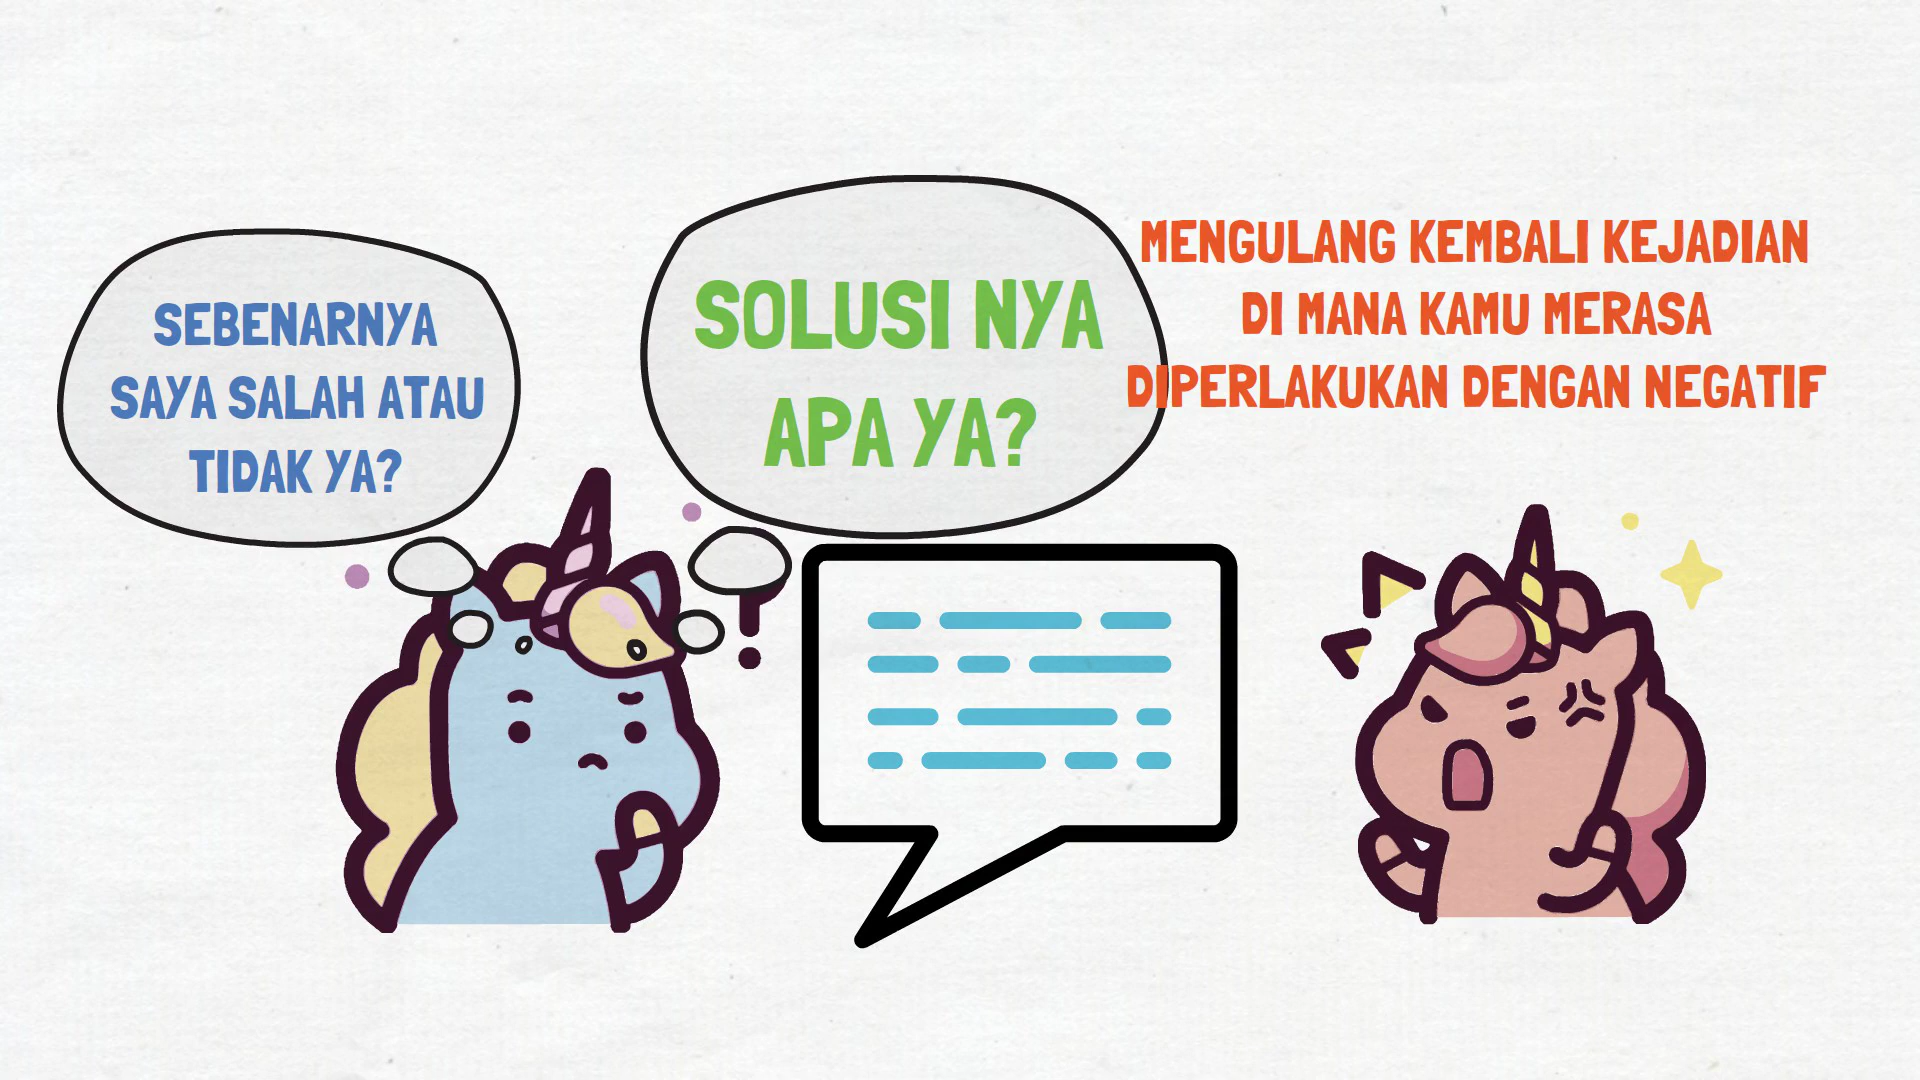 SEBENARNYA
SAYA SALAH ATAU
TIDAK YA?
SOLUSI NYA
APA YA?
MENGULANG KEMBALI KEJADIAN
DI MANA KAMU MERASA
DIPERLAKUKAN DENGAN NEGATIF